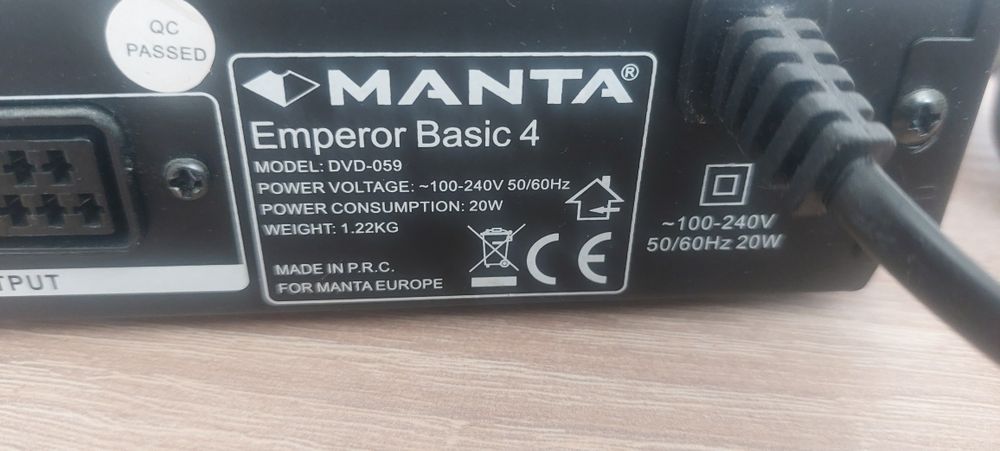 QC
PASSED
MANTA®
Emperor Basic 4
MODEL: DVD-059
POWER VOLTAGE: ~100-240V 50/60Hz
POWER CONSUMPTION: 20W
WEIGHT: 1.22KG
MADE IN P.R.C.
FOR MANTA EUROPE
CE
~100-240V
50/60Hz 20W
TPUT